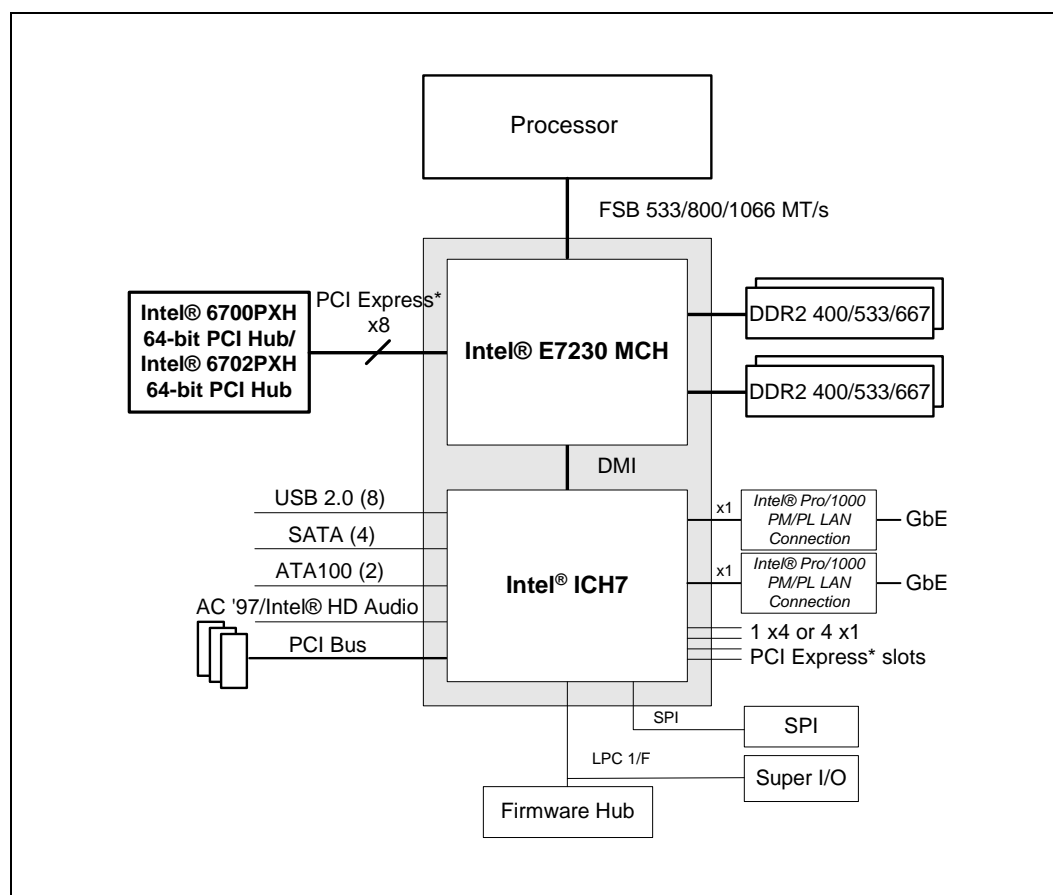 Processor
FSB 533/800/1066 MT/s
Intel® 6700PXH
64-bit PCI Hub/
Intel® 6702PXH
64-bit PCI Hub
PCI Express*
x8
Intel® E7230 MCH
DDR2 400/533/667
DDR2 400/533/667
DMI
USB 2.0 (8)
SATA (4)
ATA100 (2)
AC '97/Intel® HD Audio
PCI Bus
Intel® ICH7
x1
Intel® Pro/1000
PM/PL LAN
Connection
GbE
x1
Intel® Pro/1000
PM/PL LAN
Connection
GbE
1 x4 or 4 x1
PCI Express* slots
SPI
SPI
LPC 1/F
Super I/O
Firmware Hub